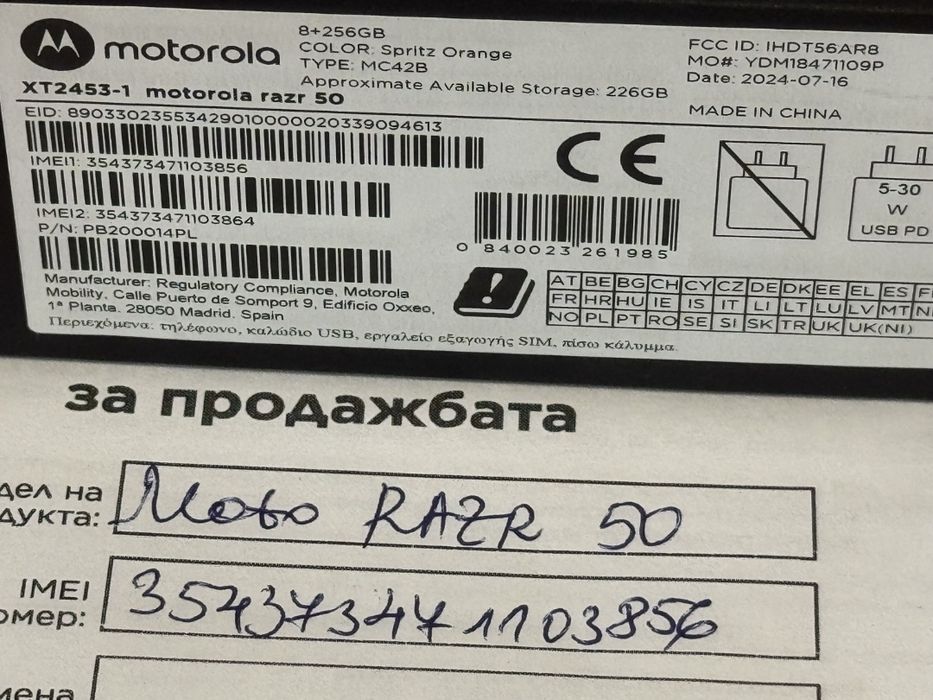 motorola
8+256GB
COLOR: Spritz Orange
TYPE: MC42B
Approximate Available Storage: 226GB
FCC ID: IHDT56AR8
MO#: YDM18471109P
Date: 2024-07-16
MADE IN CHINA
XT2453-1 motorola razr 50
EID: 89033023553429010000020339094613
IMEI1: 354373471103856
IMEI2: 354373471103864
P/N: PB200014PL
CE
0 840023 261985
5-30
W
USB PD
Manufacturer: Regulatory Compliance, Motorola
Mobility. Calle Puerto de Somport 9, Edificio Oxxeo,
1ª Planta. 28050 Madrid. Spain
Περιεχόμενα: τηλέφωνο, καλώδιο USB, εργαλείο εξαγωγής SIM, πίσω κάλυμμα.
AT BE BG CH CY CZ DE DK EE EL ES
FR HR HU IE IS IT LI LT LU LV MT
NO PL PT RO SE SI SK TR UK UK(NI)
за продажбата
дел на
дукта:
Moto RAZR 50
IMEI
омер:
354373471103856
мена